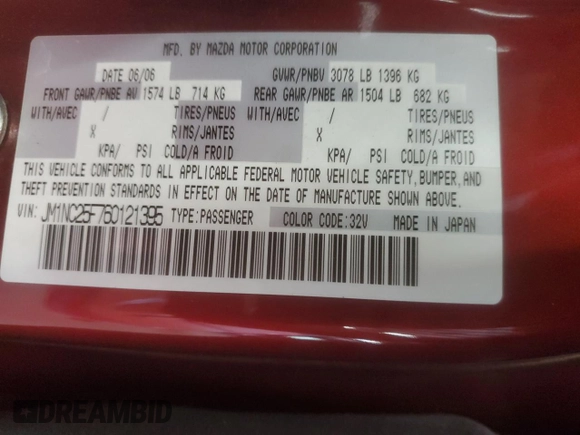 MFD. BY MAZDA MOTOR CORPORATION
DATE 06/06 GVWR/PNBV 3078 LB 1396 KG
FRONT GAWR/PNBE AV 1574 LB 714 KG REAR GAWR/PNBE AR 1504 LB 682 KG
WITH/AVEC / TIRES/PNEUS WITH/AVEC / TIRES/PNEUS
X RIMS/JANTES X RIMS/JANTES
KPA/ PSI COLD/A FROID KPA/ PSI COLD/A FROID
THIS VEHICLE CONFORMS TO ALL APPLICABLE FEDERAL MOTOR VEHICLE SAFETY, BUMPER, AND
THEFT PREVENTION STANDARDS IN EFFECT ON THE DATE OF MANUFACTURE SHOWN ABOVE.
VIN: JM1NC25F760121395 TYPE:PASSENGER COLOR CODE:32V MADE IN JAPAN
DREAMBID